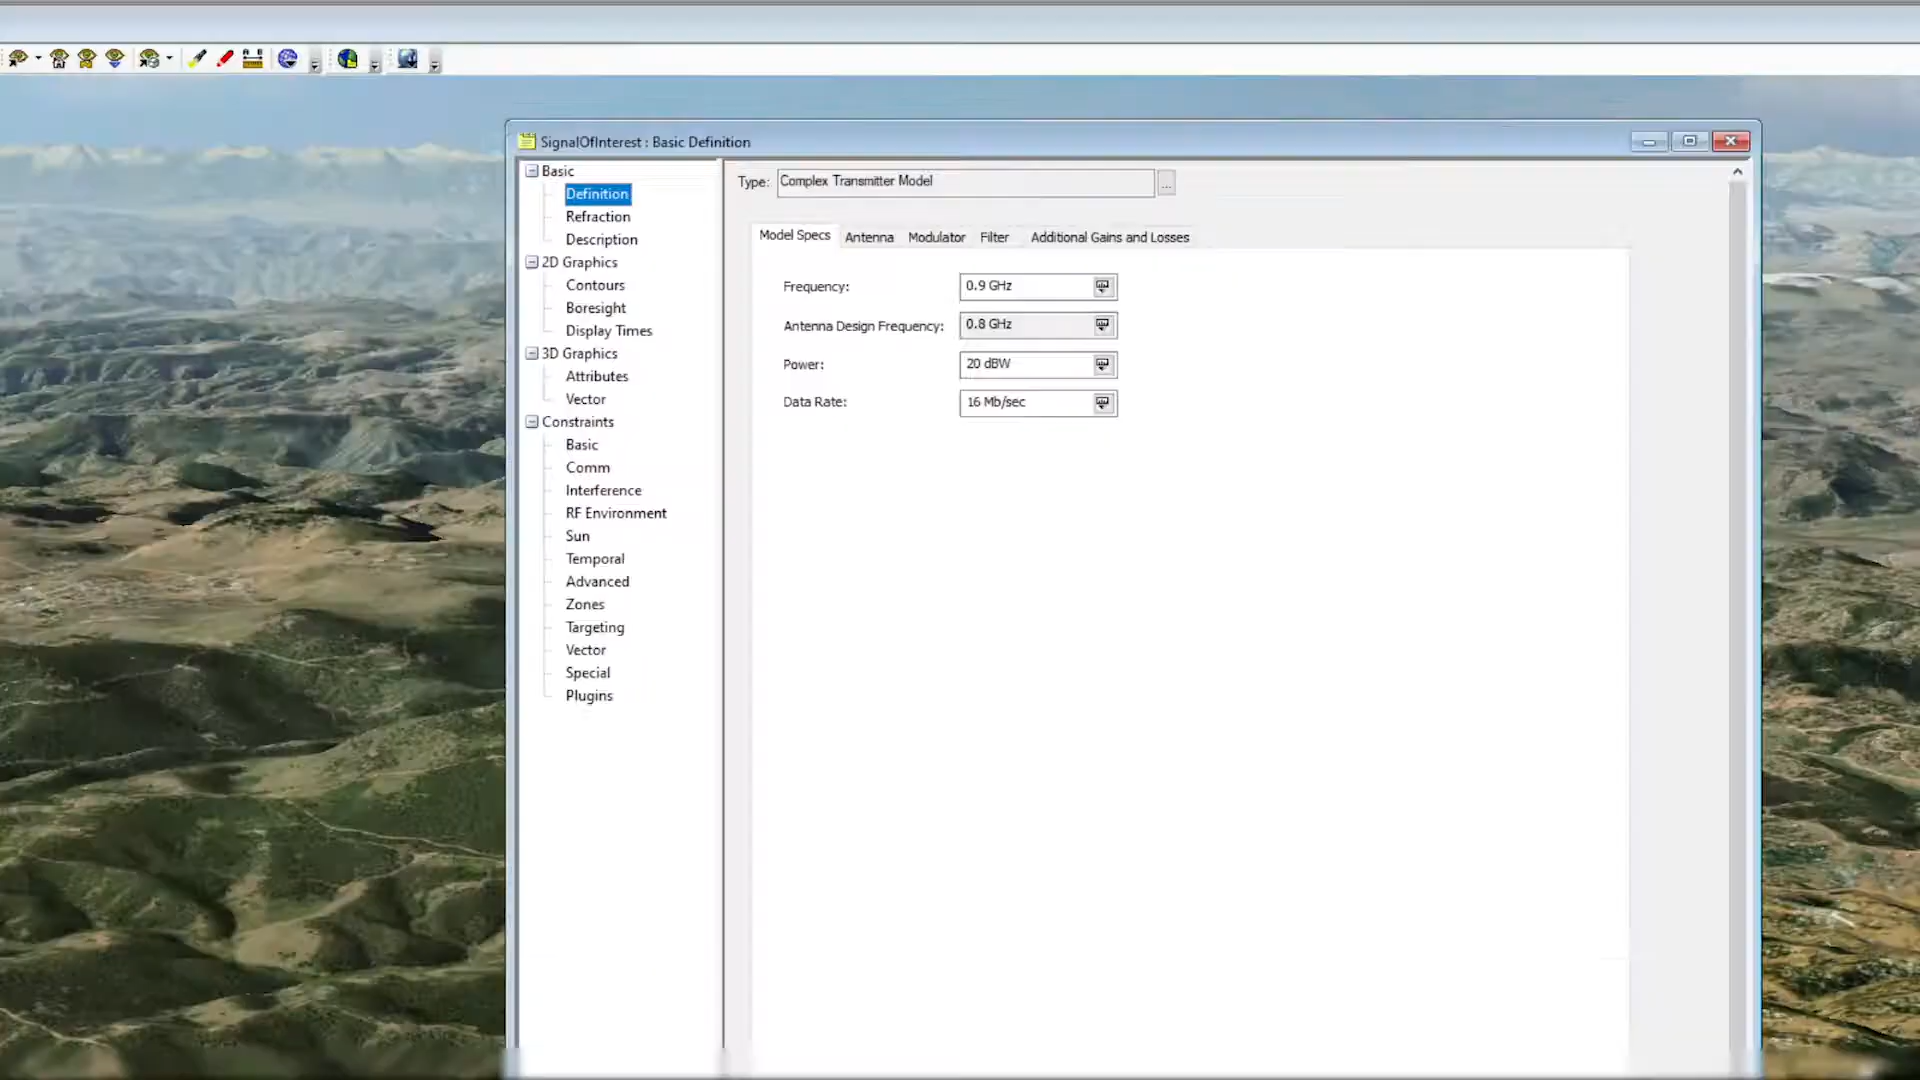 SignalOfInterest : Basic Definition
Basic
Definition
Refraction
Description
2D Graphics
Contours
Boresight
Display Times
3D Graphics
Attributes
Vector
Constraints
Basic
Comm
Interference
RF Environment
Sun
Temporal
Advanced
Zones
Targeting
Vector
Special
Plugins
Type: Complex Transmitter Model ...
Model Specs Antenna Modulator Filter Additional Gains and Losses
Frequency: 0.9 GHz
Antenna Design Frequency: 0.8 GHz
Power: 20 dBW
Data Rate: 16 Mb/sec